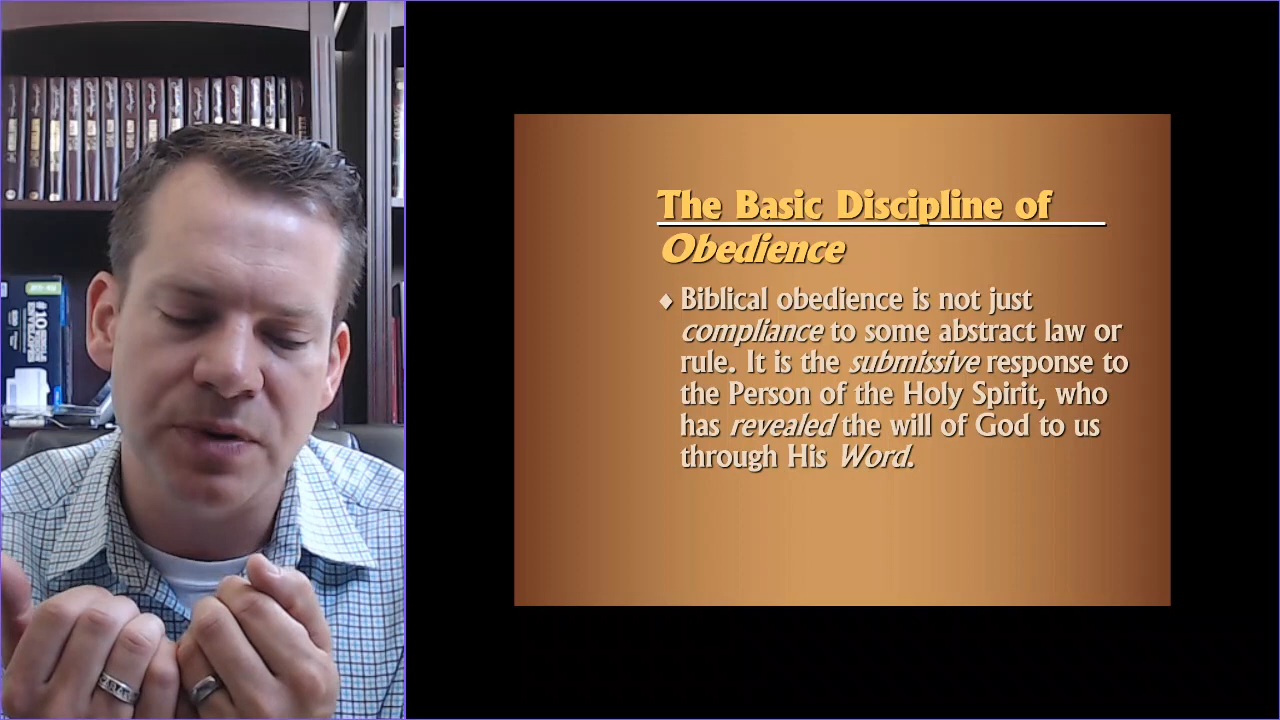 The Basic Discipline of
Obedience
♦ Biblical obedience is not just
compliance to some abstract law or
rule. It is the submissive response to
the Person of the Holy Spirit, who
has revealed the will of God to us
through His Word.
#10
ENVELOPES